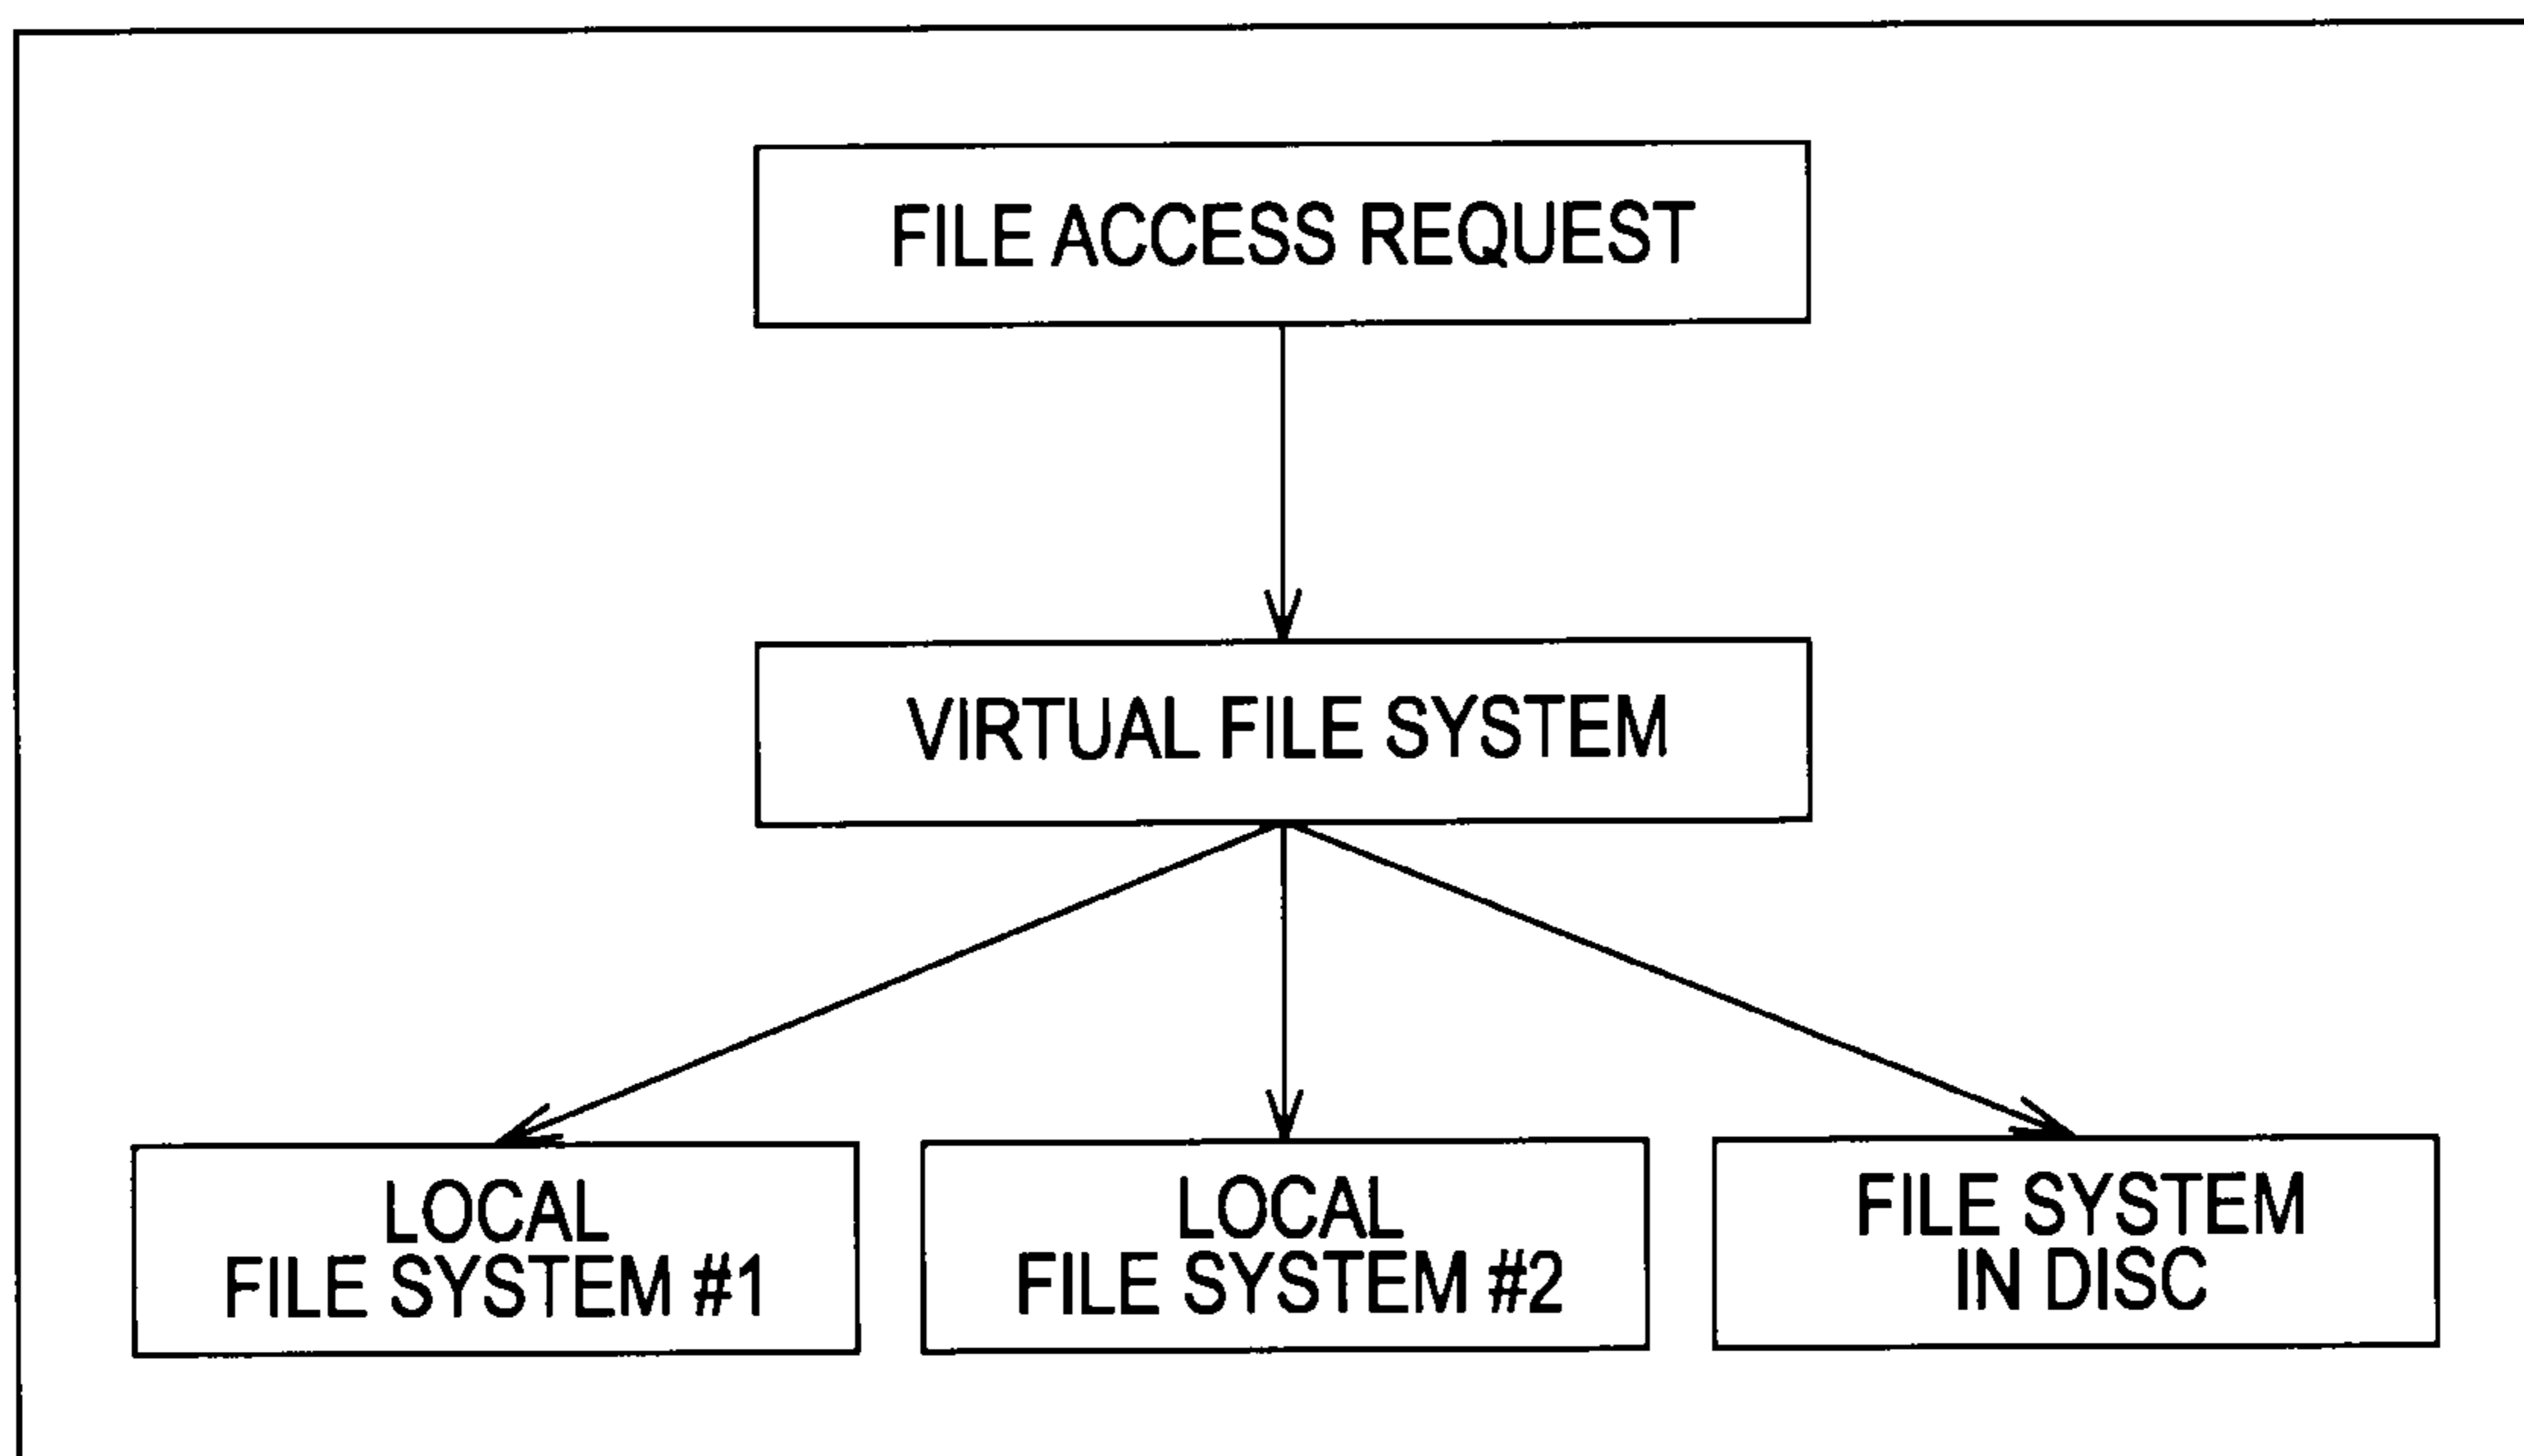 FILE ACCESS REQUEST
VIRTUAL FILE SYSTEM
LOCAL
FILE SYSTEM #1
LOCAL
FILE SYSTEM #2
FILE SYSTEM
IN DISC